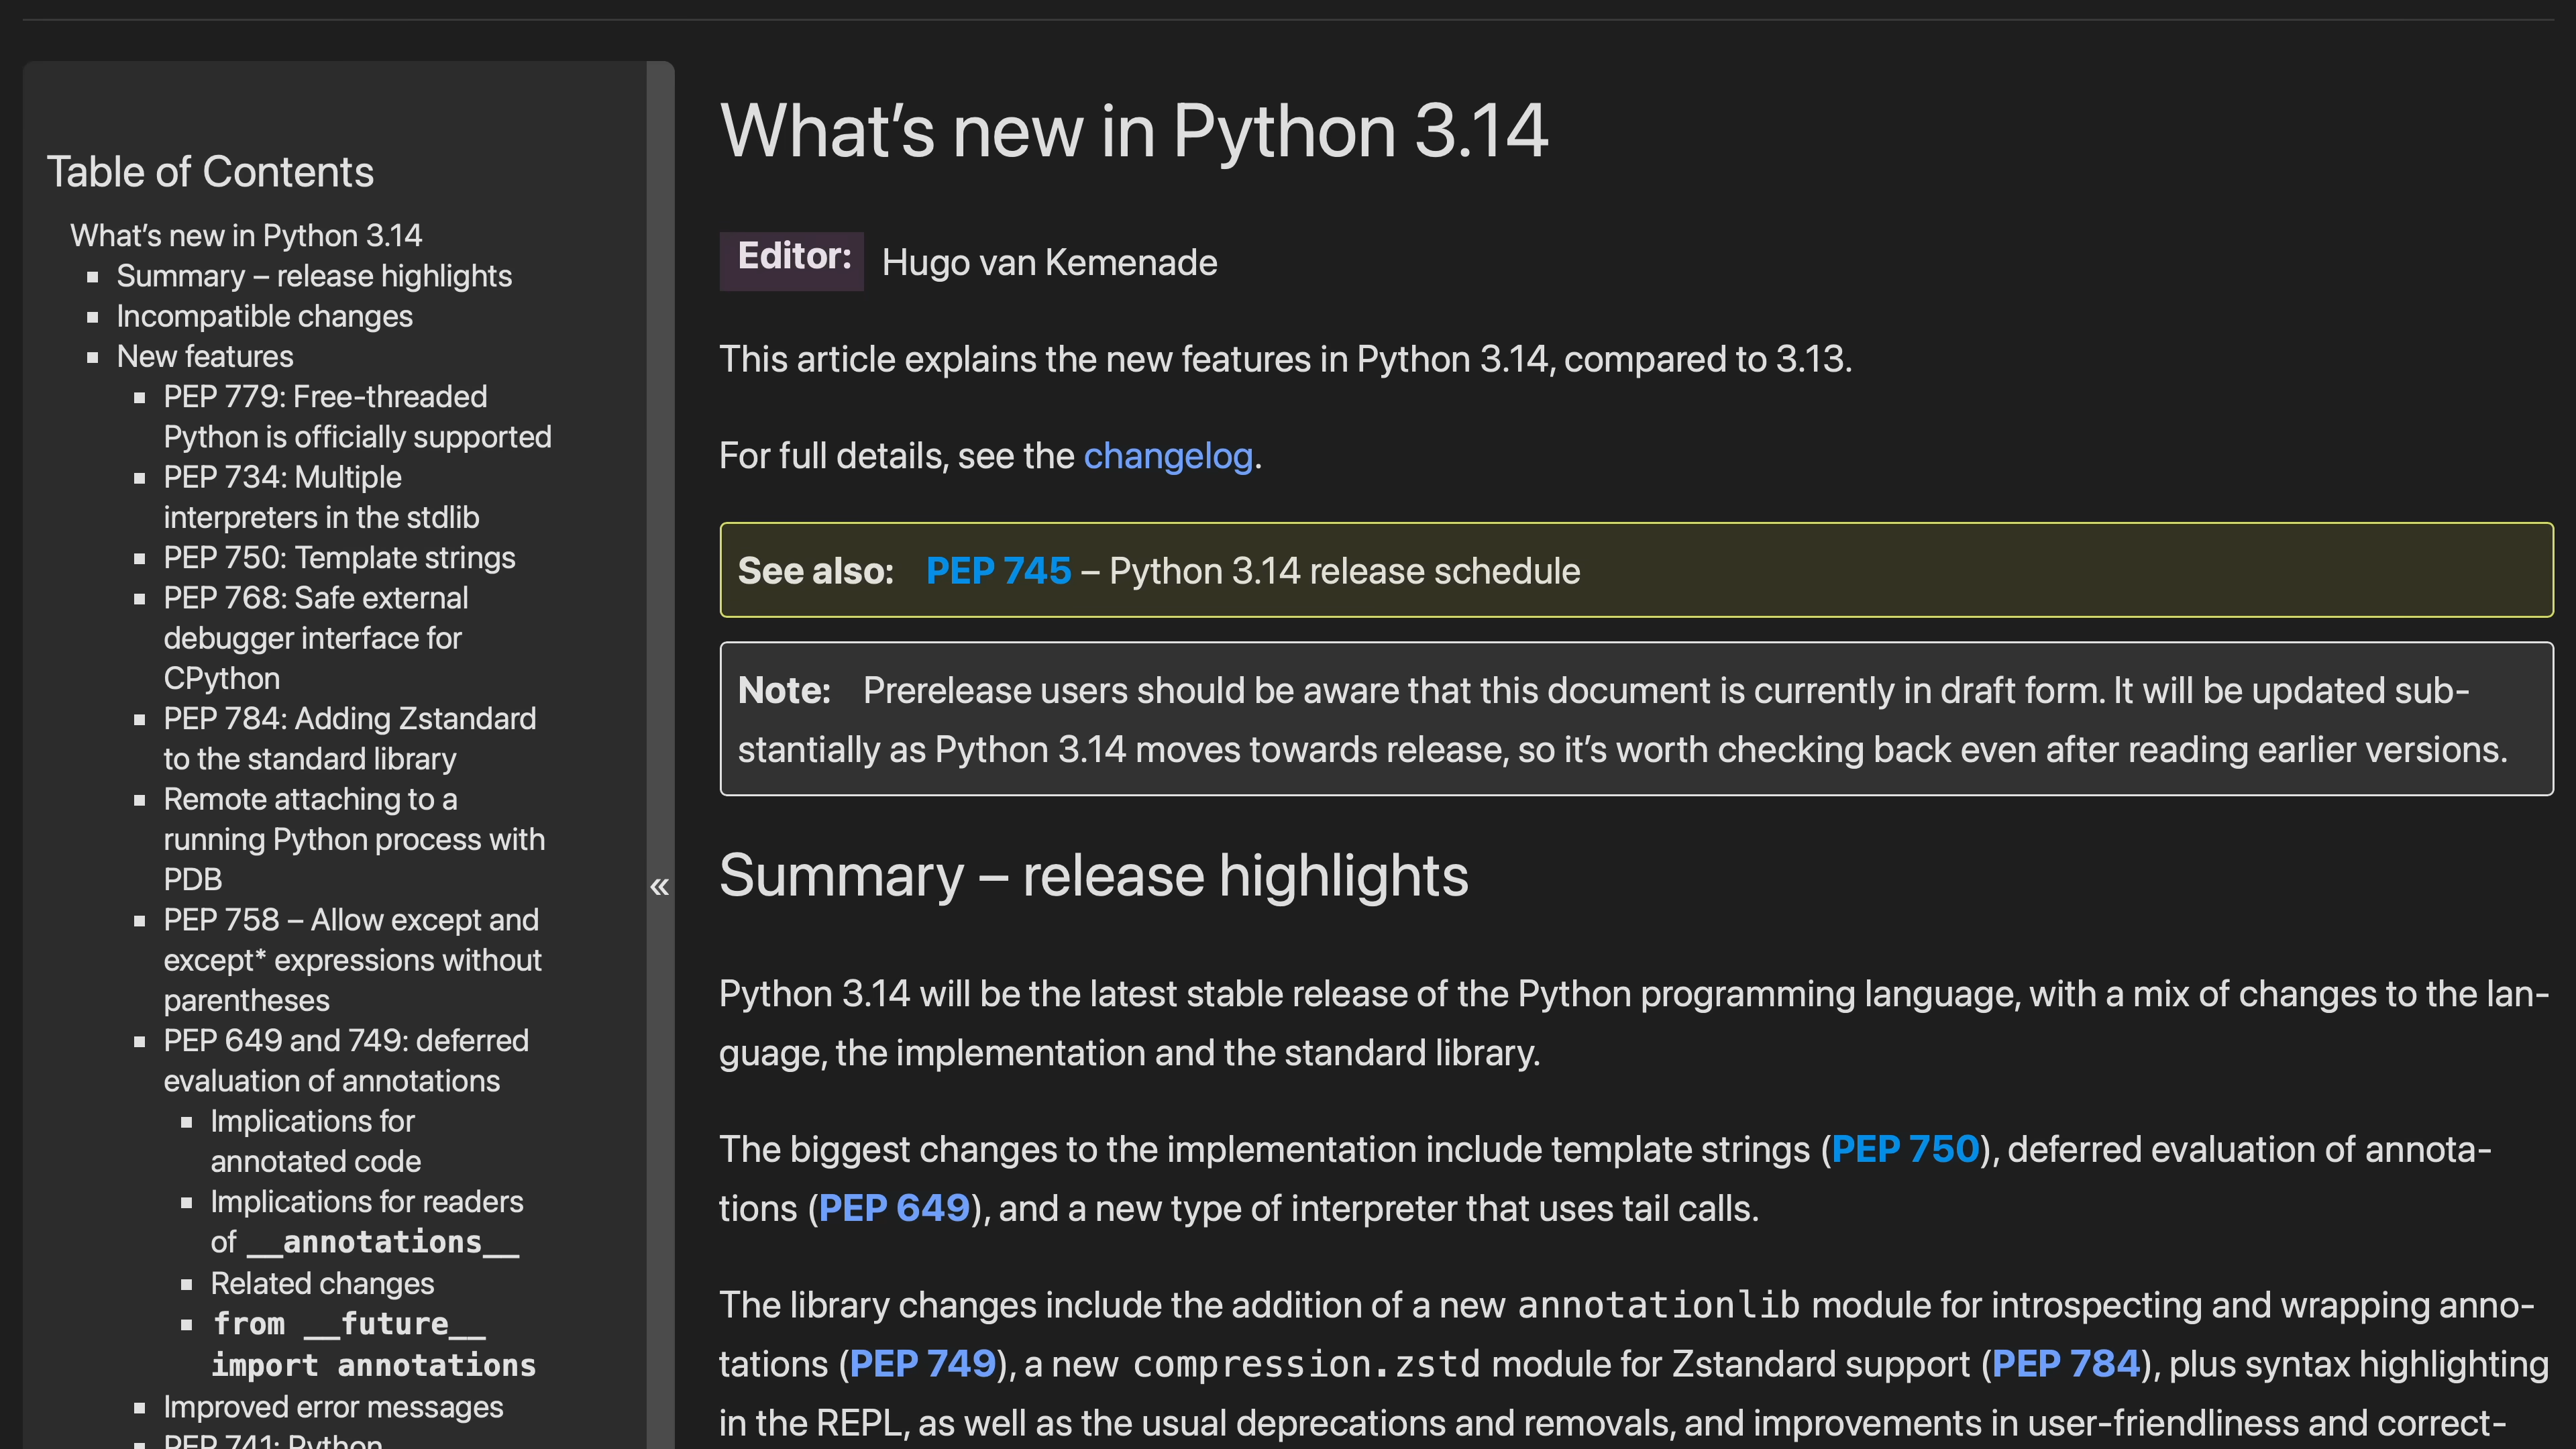 Table of Contents
What’s new in Python 3.14
Summary – release highlights
Incompatible changes
New features
PEP 779: Free-threaded
Python is officially supported
PEP 734: Multiple
interpreters in the stdlib
PEP 750: Template strings
PEP 768: Safe external
debugger interface for
CPython
PEP 784: Adding Zstandard
to the standard library
Remote attaching to a
running Python process with
PDB
PEP 758 – Allow except and
except* expressions without
parentheses
PEP 649 and 749: deferred
evaluation of annotations
Implications for
annotated code
Implications for readers
of __annotations__
Related changes
from __future__
import annotations
Improved error messages
PEP 741: Python
«
What’s new in Python 3.14
Editor: Hugo van Kemenade
This article explains the new features in Python 3.14, compared to 3.13.
For full details, see the changelog.
See also: PEP 745 – Python 3.14 release schedule
Note: Prerelease users should be aware that this document is currently in draft form. It will be updated sub-
stantially as Python 3.14 moves towards release, so it’s worth checking back even after reading earlier versions.
Summary – release highlights
Python 3.14 will be the latest stable release of the Python programming language, with a mix of changes to the lan-
guage, the implementation and the standard library.
The biggest changes to the implementation include template strings (PEP 750), deferred evaluation of annota-
tions (PEP 649), and a new type of interpreter that uses tail calls.
The library changes include the addition of a new annotationlib module for introspecting and wrapping anno-
tations (PEP 749), a new compression.zstd module for Zstandard support (PEP 784), plus syntax highlighting
in the REPL, as well as the usual deprecations and removals, and improvements in user-friendliness and correct-